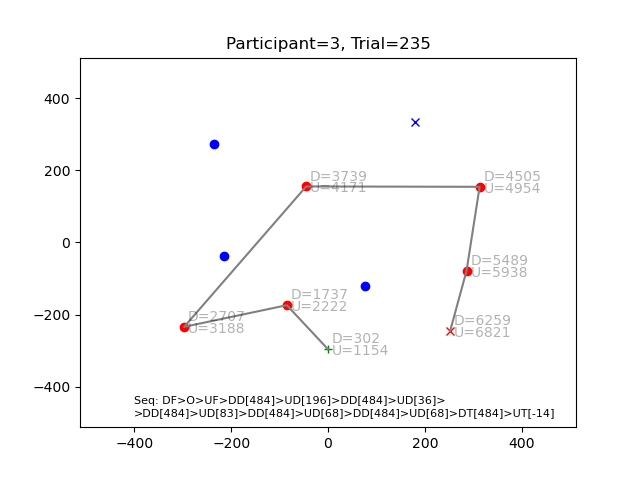 Participant=3, Trial=235
400
200
0
−200
−400
D=3739
U=4171
D=4505
U=4954
D=5489
U=5938
D=1737
U=2222
D=2707
U=3188
D=6259
U=6821
D=302
U=1154
Seq: DF>O>UF>DD[484]>UD[196]>DD[484]>UD[36]>
>DD[484]>UD[83]>DD[484]>UD[68]>DD[484]>UD[68]>DT[484]>UT[-14]
−400 −200 0 200 400